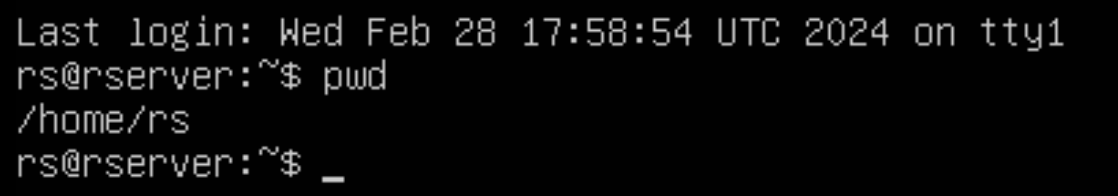 Last login: Wed Feb 28 17:58:54 UTC 2024 on tty1
rs@rserver:~$ pwd
/home/rs
rs@rserver:~$ _